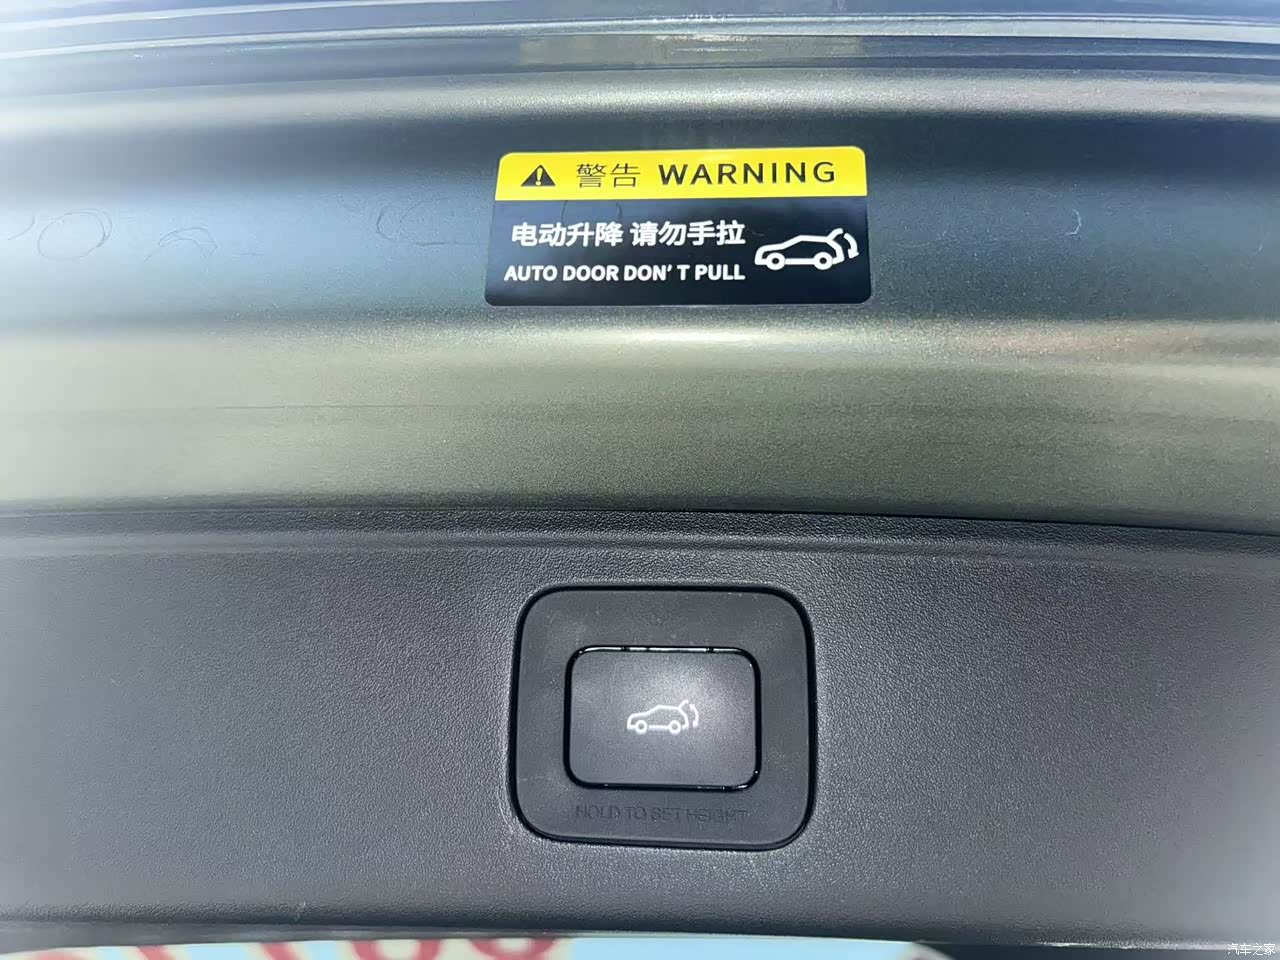 警告 WARNING
电动升降 请勿手拉
AUTO DOOR DON'T PULL
HOLD TO SET HEIGHT
汽车之家